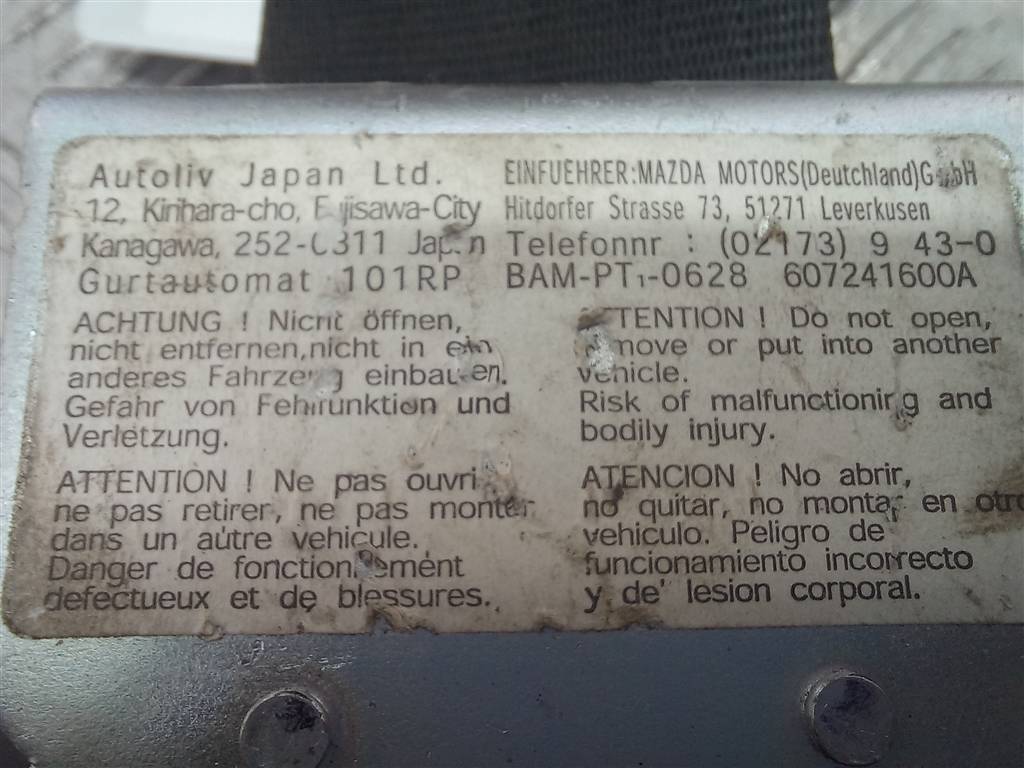 Autoliv Japan Ltd.
12, Kirihara-cho, Fujisawa-City
Kanagawa, 252-0811 Japan
Gurtautomat 101RP
EINFUEHRER:MAZDA MOTORS(Deutchland)GmbH
Hitdorfer Strasse 73, 51271 Leverkusen
Telefonnr : (02173) 9 43-0
BAM-PT1-0628 607241600A
ACHTUNG ! Nicht öffnen,
nicht entfernen,nicht in ein
anderes Fahrzeug einbauen.
Gefahr von Fehlfunktion und
Verletzung.
ATTENTION ! Do not open,
remove or put into another
vehicle.
Risk of malfunctioning and
bodily injury.
ATTENTION ! Ne pas ouvrir
ne pas retirer, ne pas monter
dans un autre vehicule.
Danger de fonctionnement
defectueux et de blessures.
ATENCION ! No abrir,
no quitar, no montar en otro
vehiculo. Peligro de
funcionamiento incorrecto
y de lesion corporal.